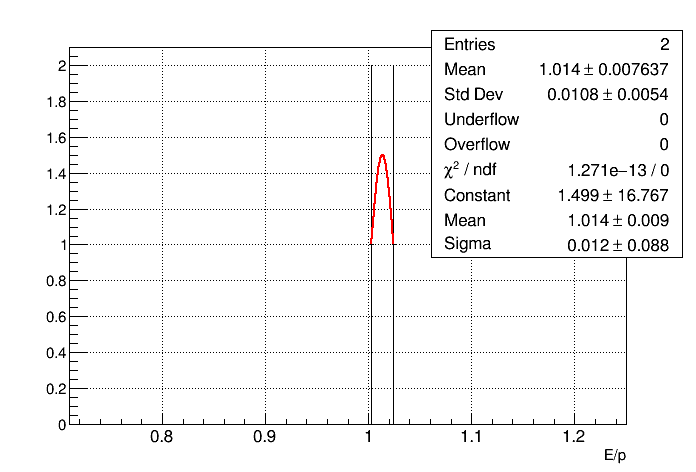 Entries 2
Mean 1.014 ± 0.007637
Std Dev 0.0108 ± 0.0054
Underflow 0
Overflow 0
χ² / ndf 1.271e−13 / 0
Constant 1.499 ± 16.767
Mean 1.014 ± 0.009
Sigma 0.012 ± 0.088
2
1.8
1.6
1.4
1.2
1
0.8
0.6
0.4
0.2
0
0.8 0.9 1 1.1 1.2
E/p